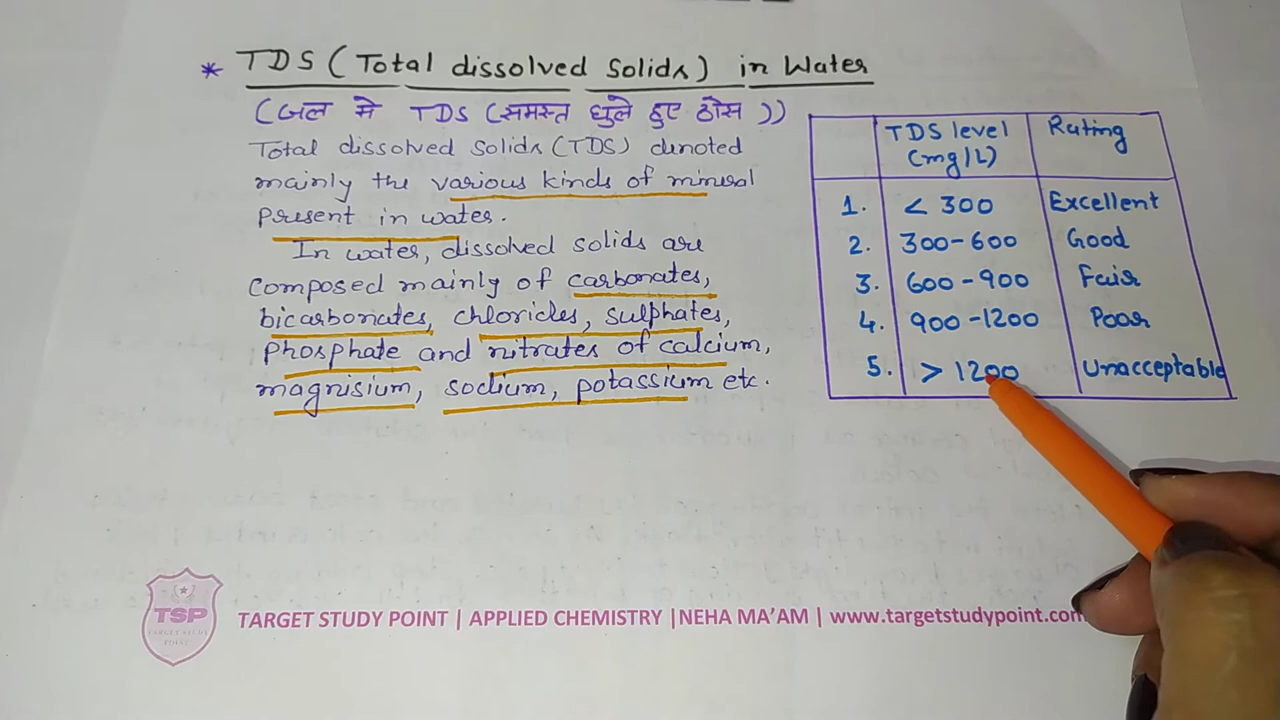 * TDS (Total dissolved Solids) in Water
(जल मे TDS (समस्त घुले हुए ठोस))
Total dissolved Solids (TDS) denoted
mainly the various kinds of mineral
present in water.
In water, dissolved solids are
composed mainly of carbonates,
bicarbonates, chlorides, sulphates,
phosphate and nitrates of calcium,
magnisium, sodium, potassium etc.
TDS level (mg/L) Rating
1. < 300 Excellent
2. 300-600 Good
3. 600-900 Fair
4. 900-1200 Poor
5. > 1200 Unacceptable
TSP
TARGET STUDY
POINT
TARGET STUDY POINT | APPLIED CHEMISTRY |NEHA MA'AM | www.targetstudypoint.com